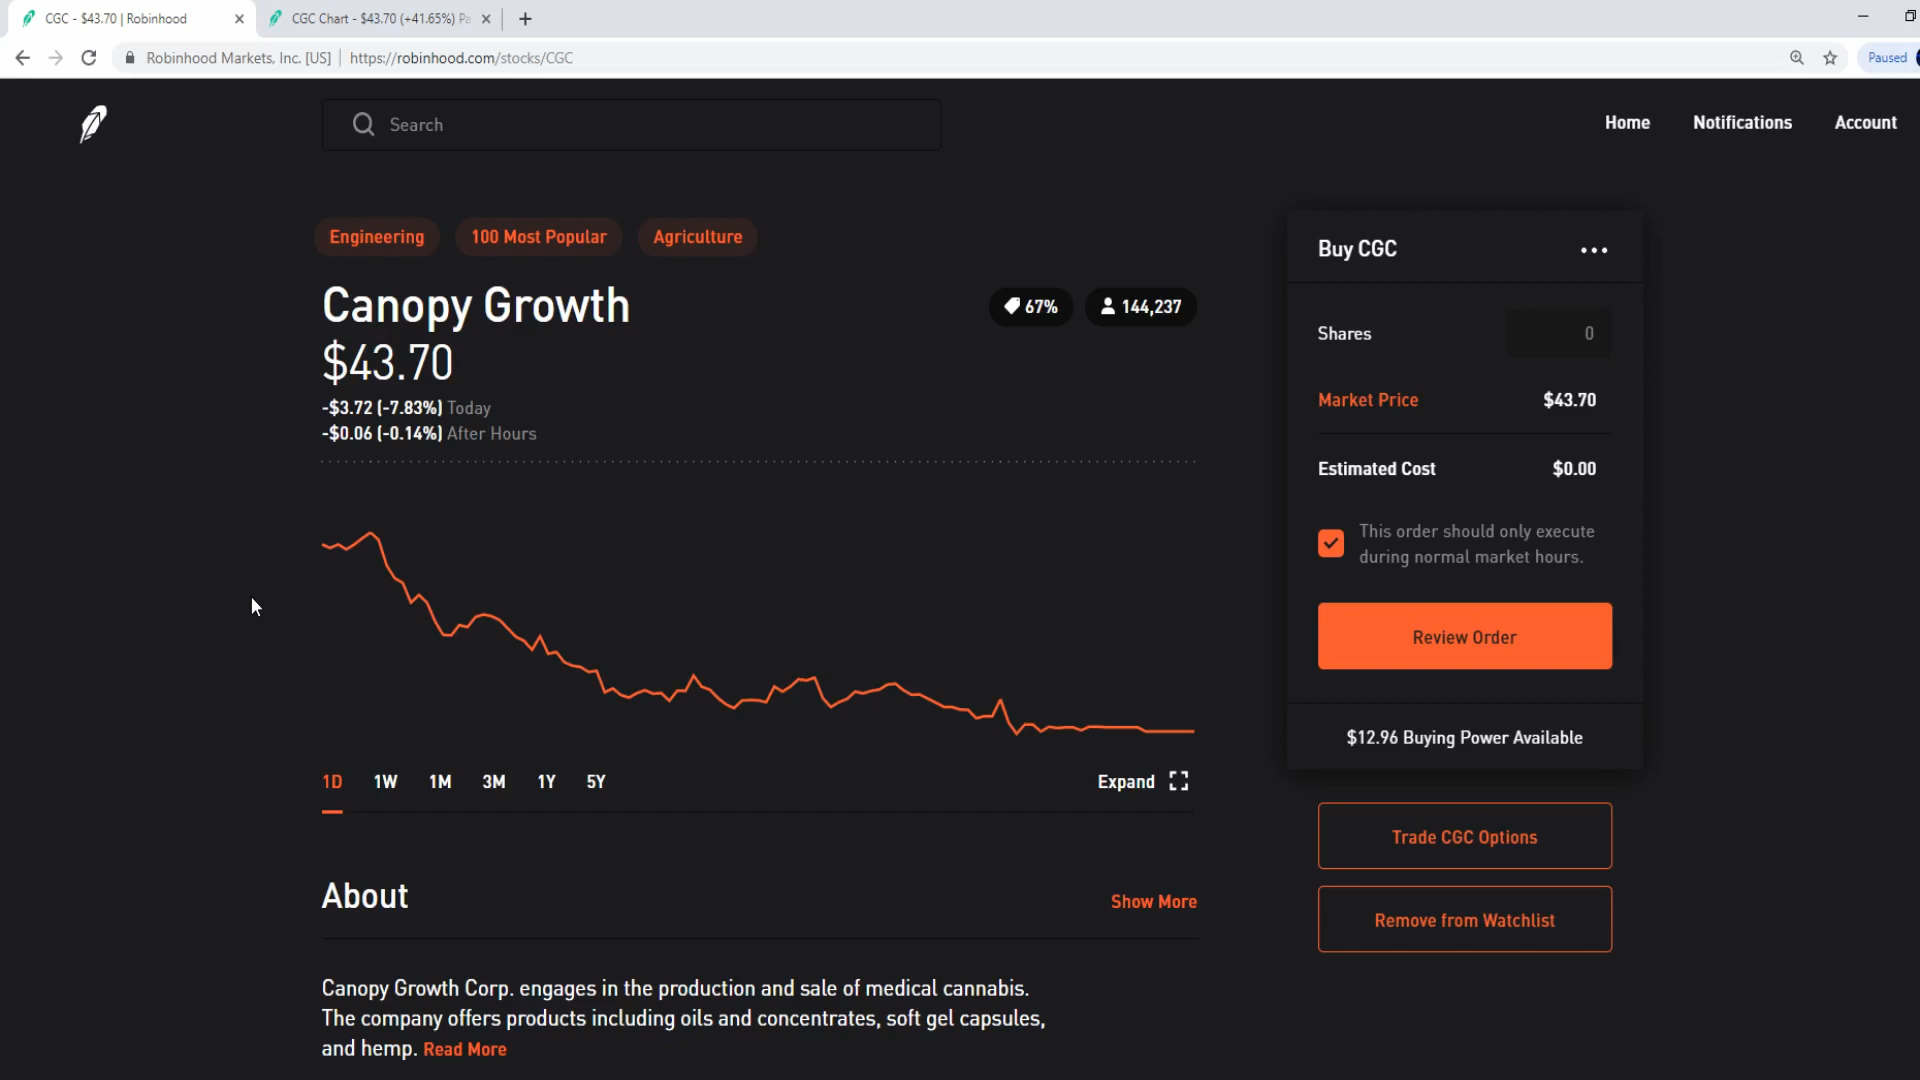 CGC - $43.70 | Robinhood
CGC Chart - $43.70 (+41.65%)
Robinhood Markets, Inc. [US] | https://robinhood.com/stocks/CGC
Paused
Search
Home
Notifications
Account
Engineering
100 Most Popular
Agriculture
Canopy Growth
67%
144,237
$43.70
-$3.72 (-7.83%) Today
-$0.06 (-0.14%) After Hours
1D 1W 1M 3M 1Y 5Y
Expand
About
Show More
Canopy Growth Corp. engages in the production and sale of medical cannabis.
The company offers products including oils and concentrates, soft gel capsules,
and hemp. Read More
Buy CGC
Shares 0
Market Price $43.70
Estimated Cost $0.00
This order should only execute
during normal market hours.
Review Order
$12.96 Buying Power Available
Trade CGC Options
Remove from Watchlist